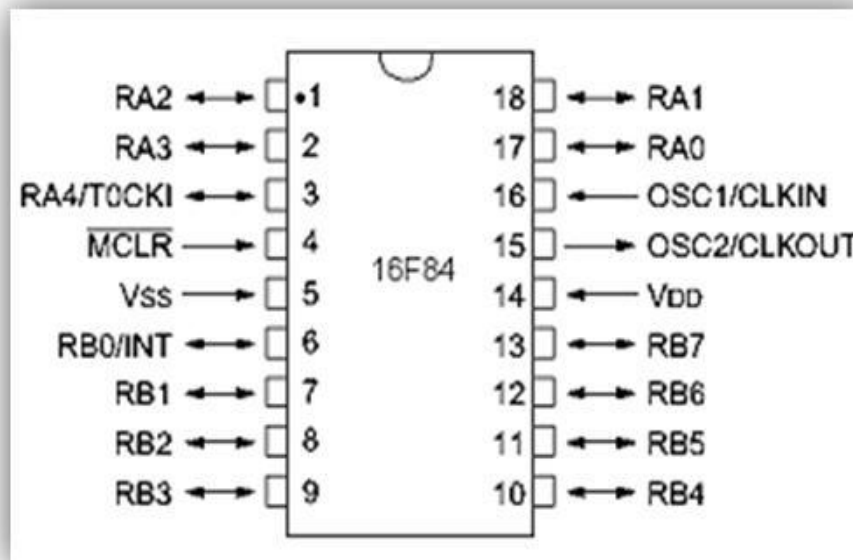 RA2 •1 18 RA1
RA3 2 17 RA0
RA4/T0CKI 3 16 OSC1/CLKIN
MCLR 4 15 OSC2/CLKOUT
16F84
VSS 5 14 VDD
RB0/INT 6 13 RB7
RB1 7 12 RB6
RB2 8 11 RB5
RB3 9 10 RB4